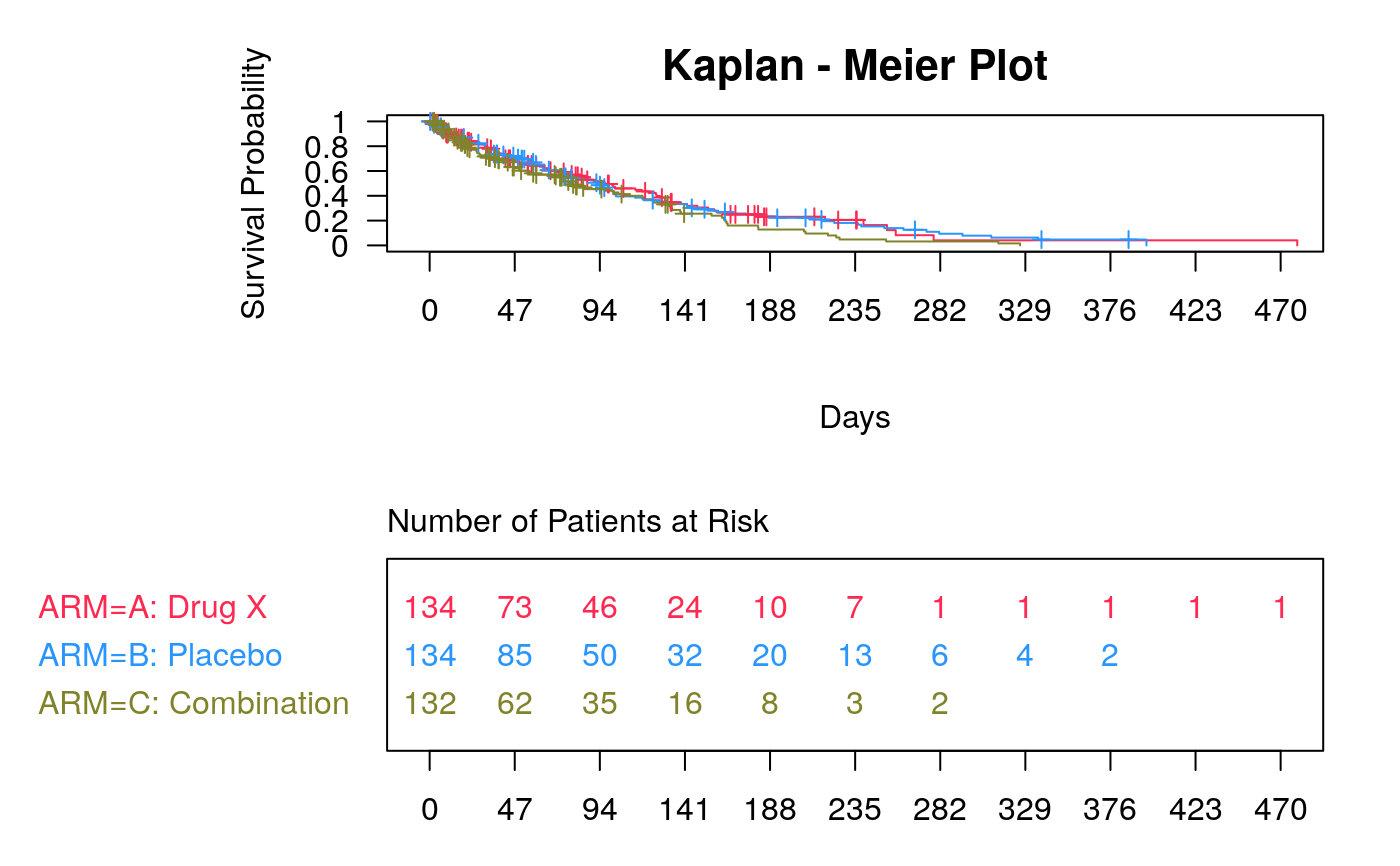 Kaplan - Meier Plot
Survival Probability
1
0.8
0.6
0.4
0.2
0
0 47 94 141 188 235 282 329 376 423 470
Days
Number of Patients at Risk
ARM=A: Drug X 134 73 46 24 10 7 1 1 1 1 1
ARM=B: Placebo 134 85 50 32 20 13 6 4 2
ARM=C: Combination 132 62 35 16 8 3 2
0 47 94 141 188 235 282 329 376 423 470